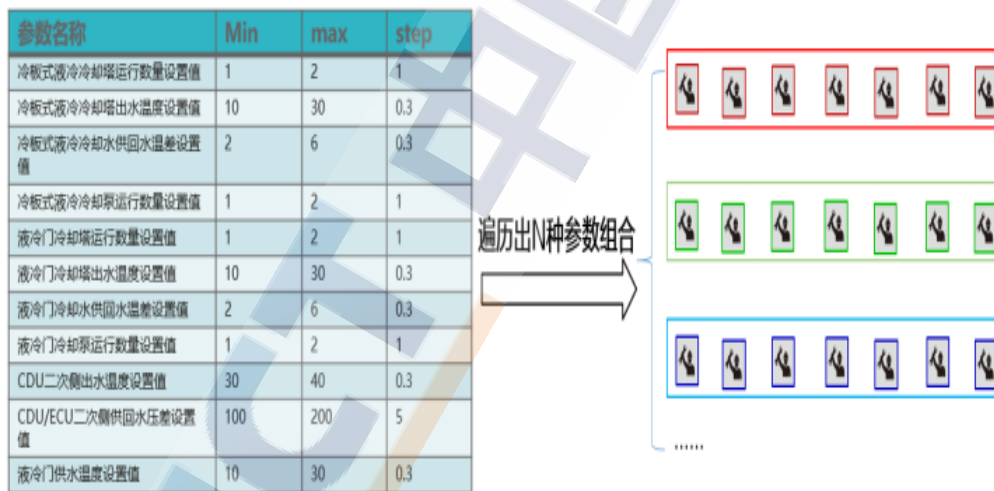 参数名称 Min max step
冷板式液冷冷却塔运行数量设置值 1 2 1
冷板式液冷冷却塔出水温度设置值 10 30 0.3
冷板式液冷冷却水供回水温差设置 2 6 0.3
值
冷板式液冷冷却泵运行数量设置值 1 2 1
液冷门冷却塔运行数量设置值 1 2 1
液冷门冷却塔出水温度设置值 10 30 0.3
液冷门冷却水供回水温差设置值 2 6 0.3
液冷门冷却泵运行数量设置值 1 2 1
CDU二次侧出水温度设置值 30 40 0.3
CDU/ECU二次侧供回水压差设置 100 200 5
值
液冷门供水温度设置值 10 30 0.3
遍历出N种参数组合
......